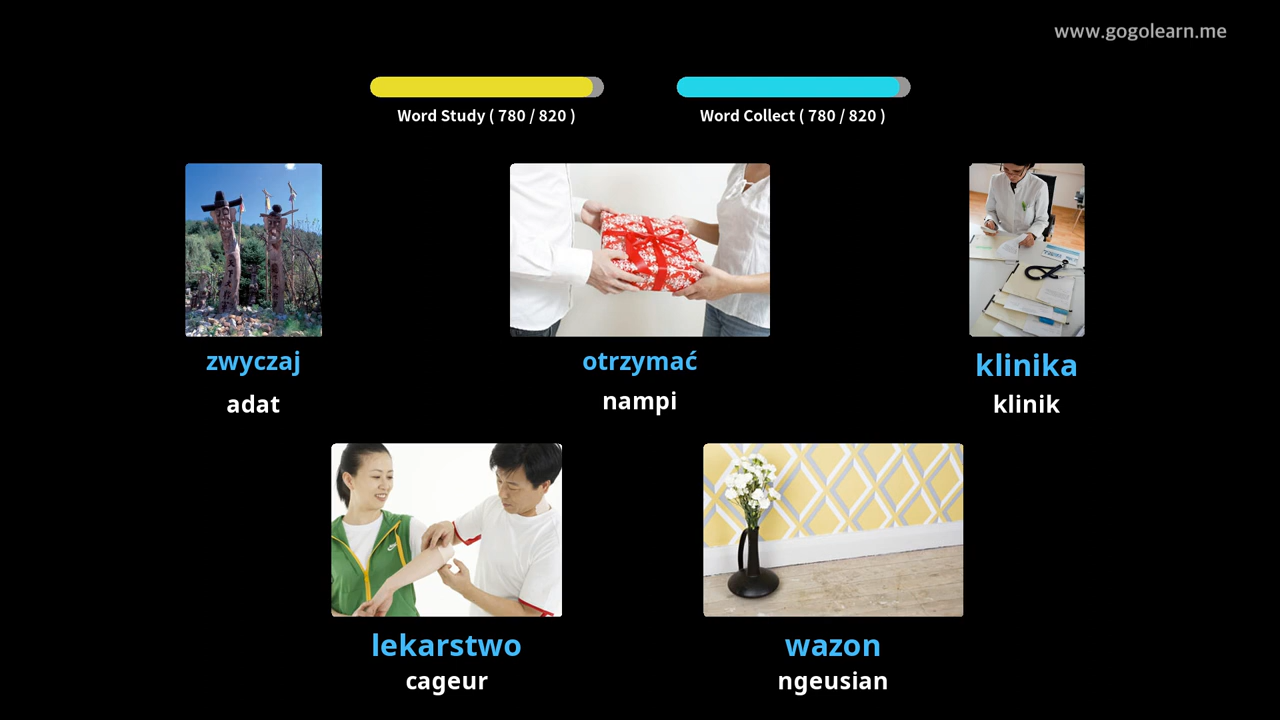 www.gogolearn.me
Word Study ( 780 / 820 )
Word Collect ( 780 / 820 )
zwyczaj
adat
otrzymać
nampi
klinika
klinik
lekarstwo
cageur
wazon
ngeusian